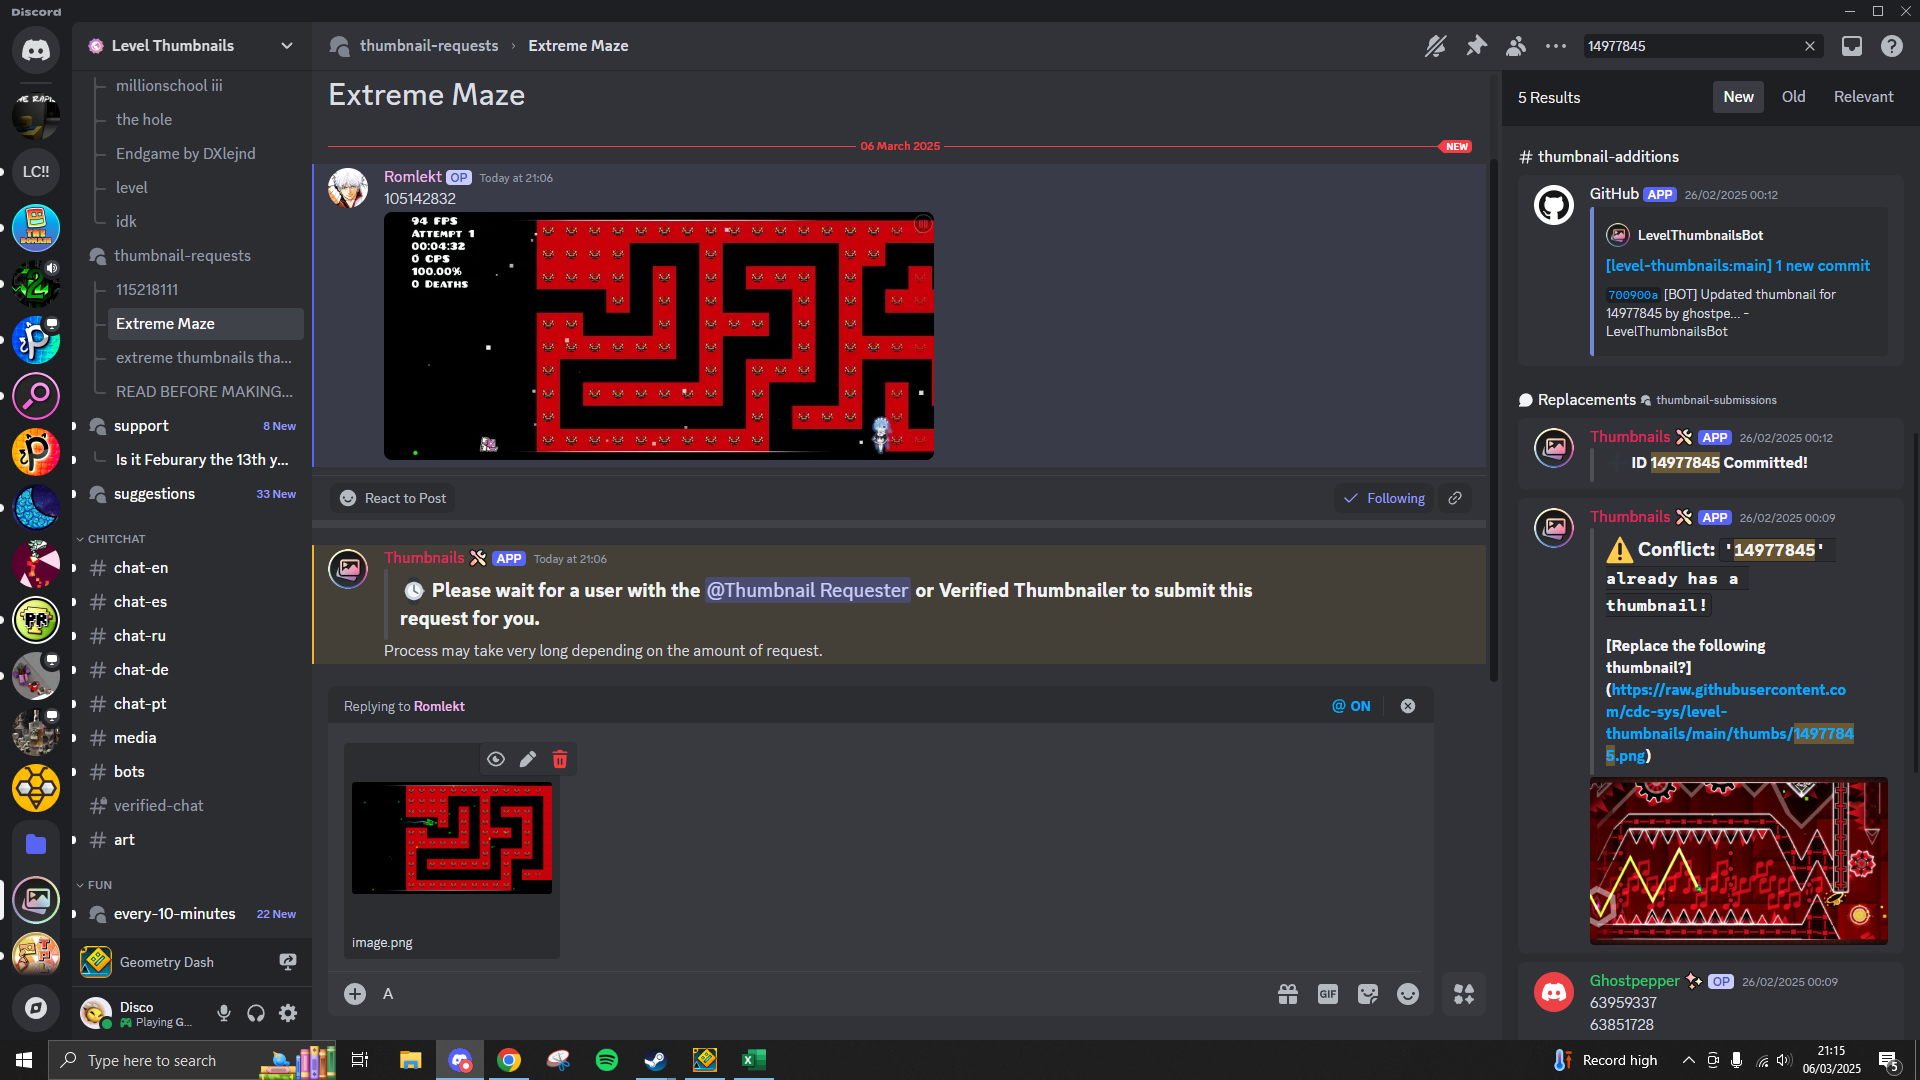 Discord
Level Thumbnails
thumbnail-requests › Extreme Maze
14977845
LC!!
millionschool iii
the hole
Endgame by DXlejnd
level
idk
thumbnail-requests
115218111
Extreme Maze
extreme thumbnails tha...
READ BEFORE MAKING...
support
8 New
Is it Feburary the 13th y...
suggestions
33 New
CHITCHAT
chat-en
chat-es
chat-ru
chat-de
chat-pt
media
bots
verified-chat
art
FUN
every-10-minutes
22 New
Geometry Dash
Disco
Playing G...
Extreme Maze
06 March 2025
NEW
Romlekt OP Today at 21:06
105142832
94 FPS
ATTEMPT 1
00:04:32
0 CPS
100.00%
0 DEATHS
React to Post
Following
Thumbnails APP Today at 21:06
Please wait for a user with the @Thumbnail Requester or Verified Thumbnailer to submit this
request for you.
Process may take very long depending on the amount of request.
Replying to Romlekt
@ ON
image.png
A
GIF
5 Results
New
Old
Relevant
# thumbnail-additions
GitHub APP 26/02/2025 00:12
LevelThumbnailsBot
[level-thumbnails:main] 1 new commit
700900a [BOT] Updated thumbnail for
14977845 by ghostpe... -
LevelThumbnailsBot
Replacements thumbnail-submissions
Thumbnails APP 26/02/2025 00:12
ID 14977845 Committed!
Thumbnails APP 26/02/2025 00:09
Conflict: '14977845'
already has a
thumbnail!
[Replace the following
thumbnail?]
(https://raw.githubusercontent.co
m/cdc-sys/level-
thumbnails/main/thumbs/1497784
5.png)
Ghostpepper OP 26/02/2025 00:09
63959337
63851728
Type here to search
Record high
21:15
06/03/2025
5